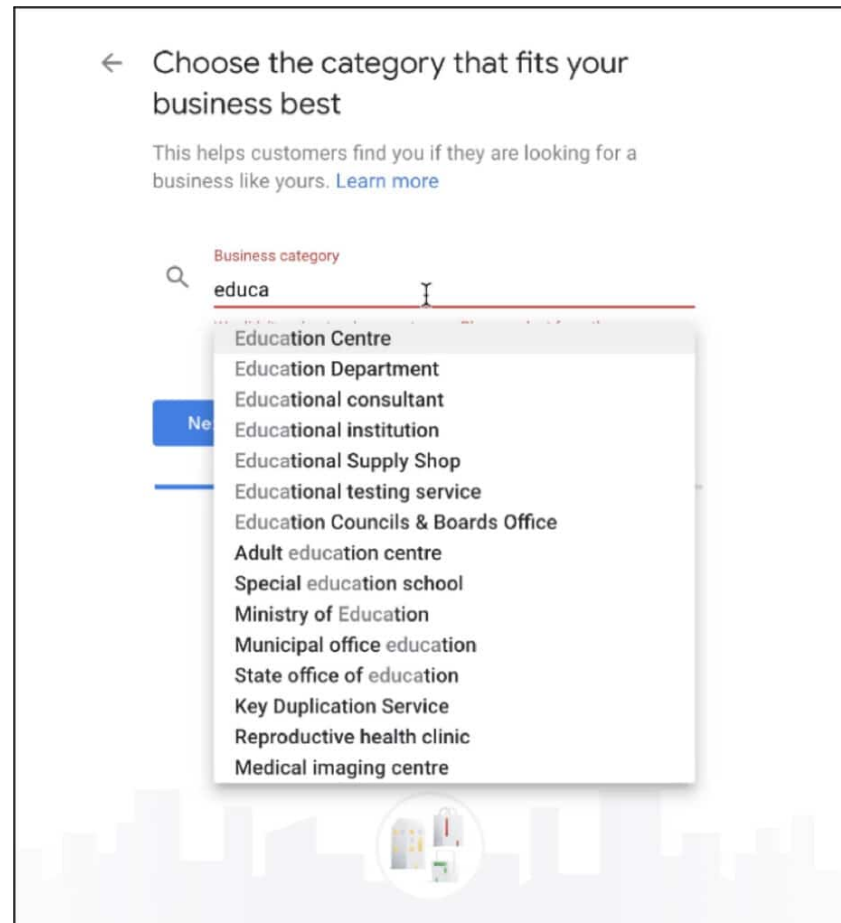 Choose the category that fits your
business best
This helps customers find you if they are looking for a
business like yours. Learn more
Business category
educa
Education Centre
Education Department
Educational consultant
Ne
Educational institution
Educational Supply Shop
Educational testing service
Education Councils & Boards Office
Adult education centre
Special education school
Ministry of Education
Municipal office education
State office of education
Key Duplication Service
Reproductive health clinic
Medical imaging centre